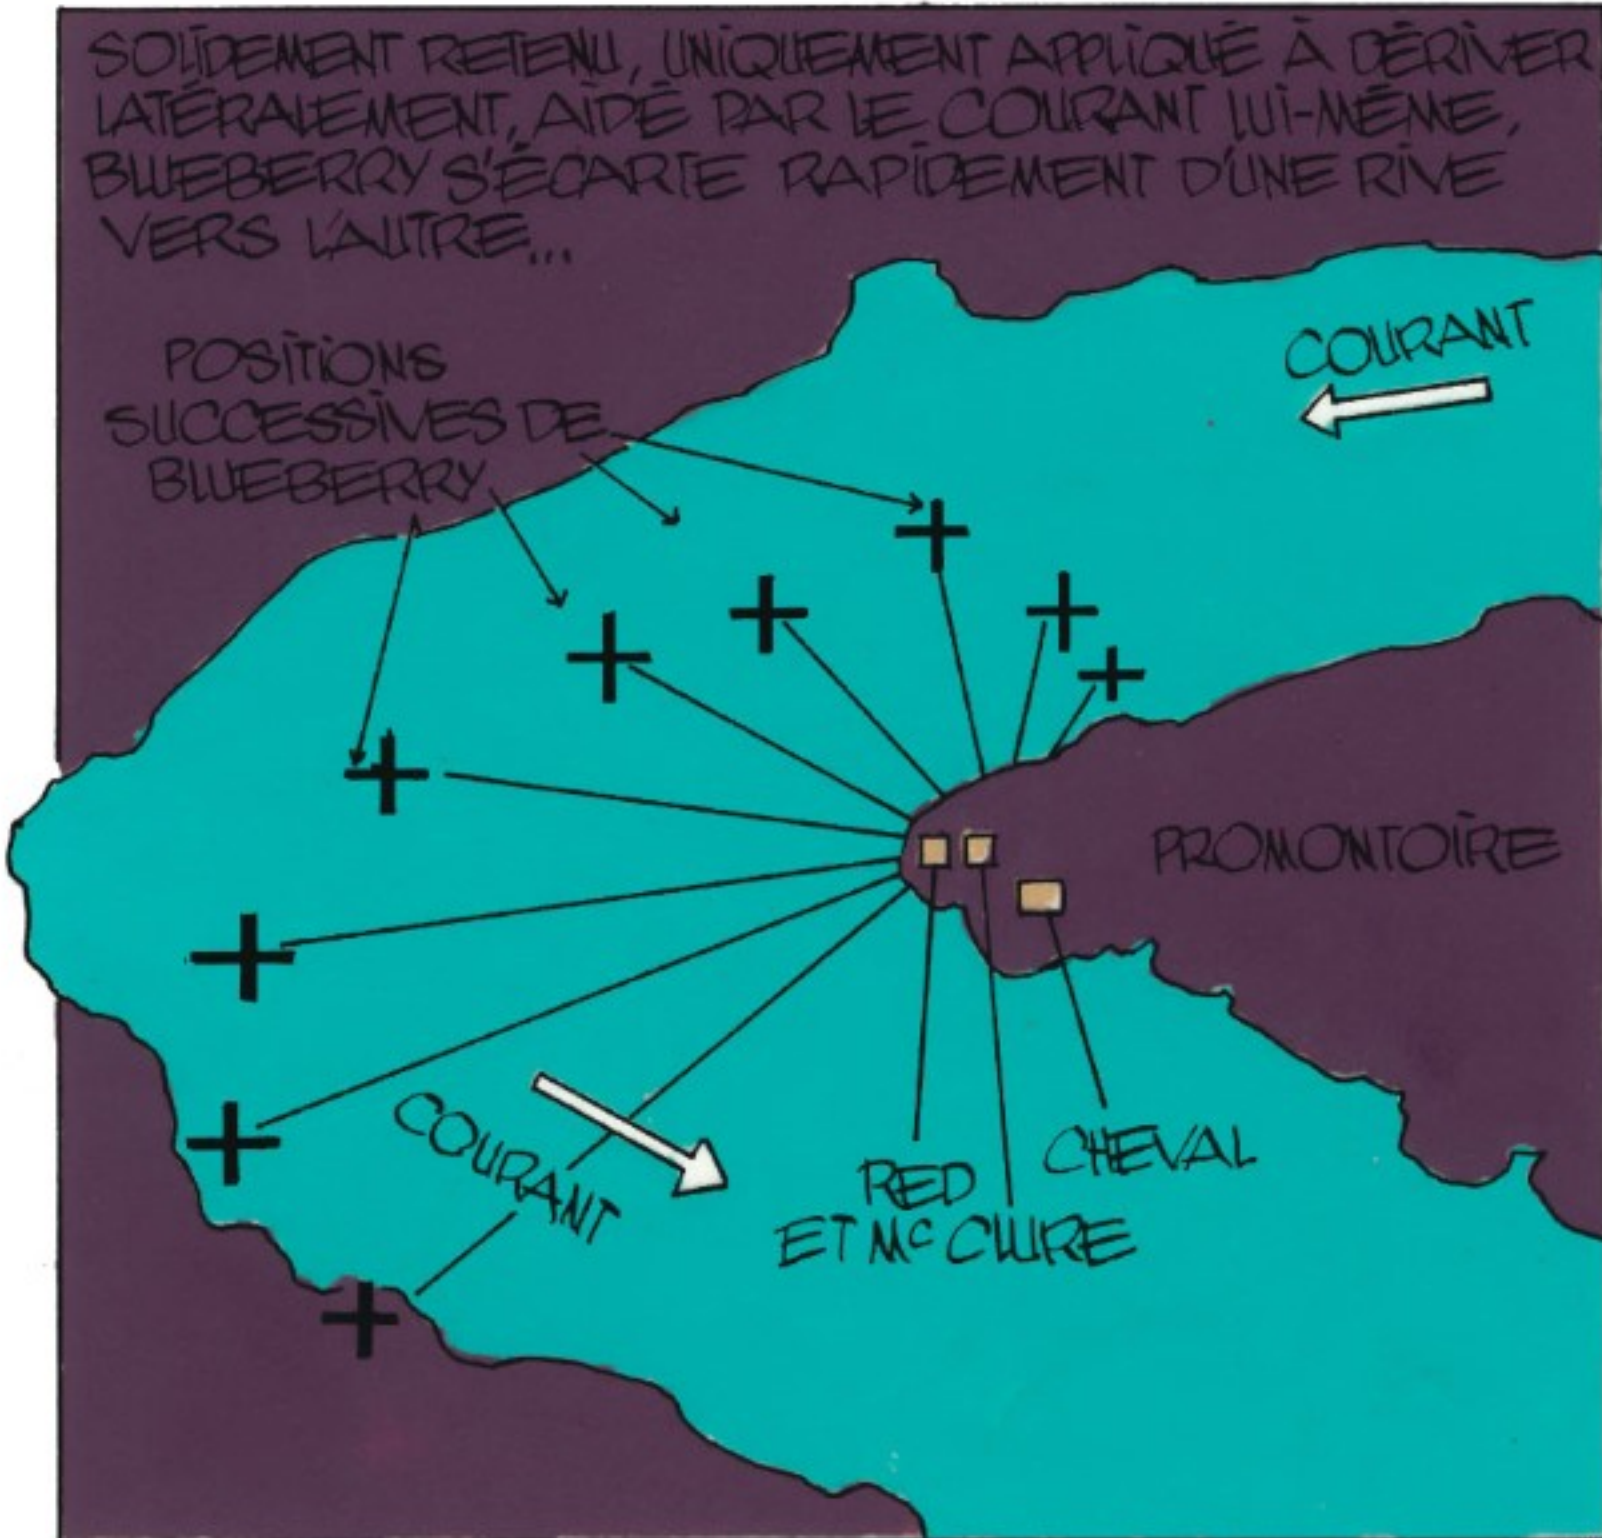 SOLIDEMENT RETENU, UNIQUEMENT APPLIQUÉ À DÉRIVER
LATÉRALEMENT, AIDÉ PAR LE COURANT LUI-MÊME,
BLUEBERRY S'ÉCARTE RAPIDEMENT D'UNE RIVE
VERS L'AUTRE...
COURANT
POSITIONS
SUCCESSIVES DE
BLUEBERRY
PROMONTOIRE
COURANT
CHEVAL
RED
ET Mc CLURE